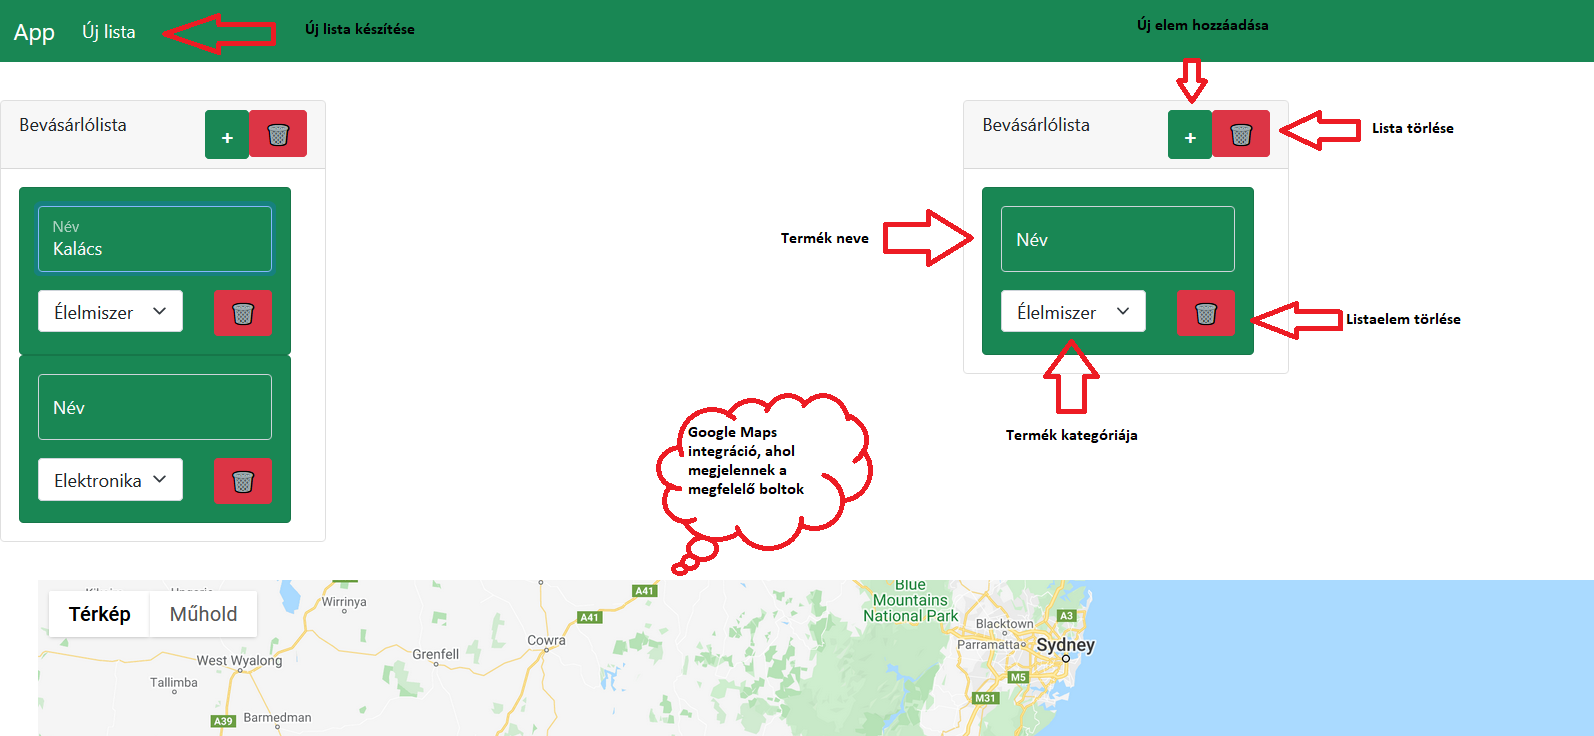 App
Új lista
Új lista készítése
Új elem hozzáadása
Bevásárlólista
+
Név
Kalács
Élelmiszer
Név
Elektronika
Bevásárlólista
+
Lista törlése
Termék neve
Név
Élelmiszer
Listaelem törlése
Termék kategóriája
Google Maps
integráció, ahol
megjelennek a
megfelelő boltok
Térkép
Műhold
Wirrinya
A41
A41
Cowra
Grenfell
West Wyalong
Tallimba
A39
Barmedman
Blue
Mountains
National Park
Blacktown
A3
Parramatta
Sydney
M5
M31